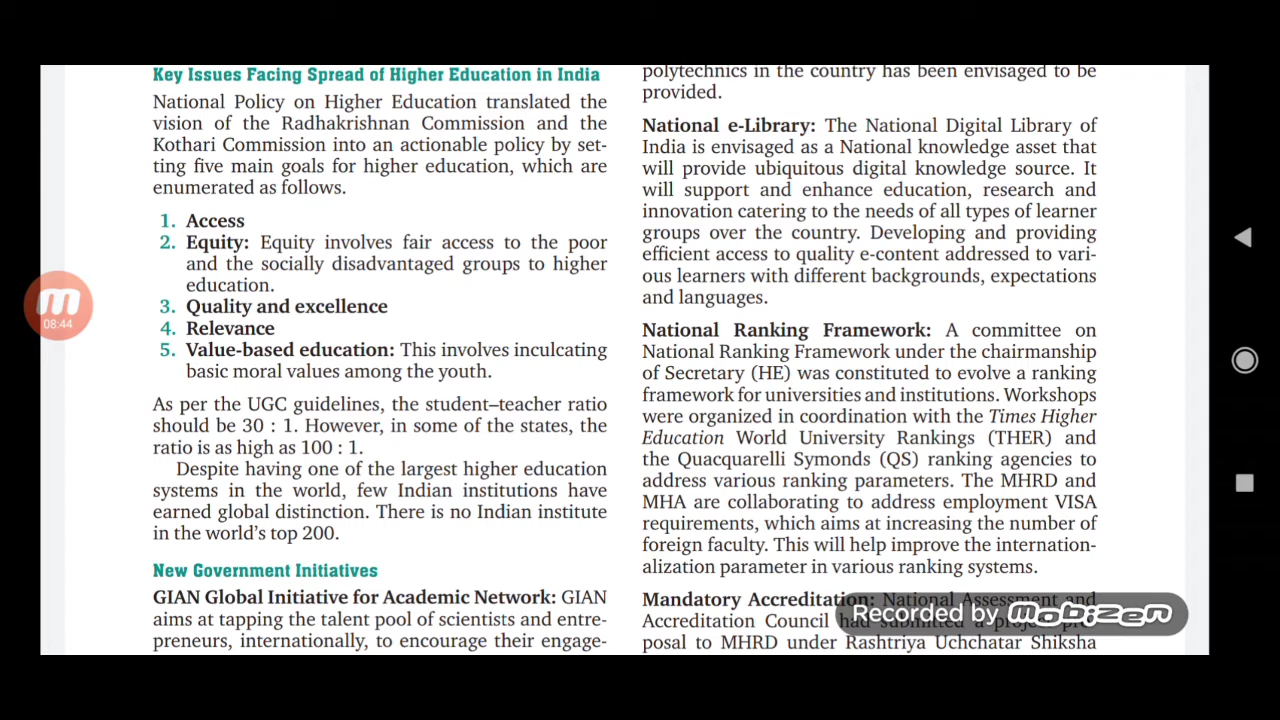 Key Issues Facing Spread of Higher Education in India
National Policy on Higher Education translated the
vision of the Radhakrishnan Commission and the
Kothari Commission into an actionable policy by set-
ting five main goals for higher education, which are
enumerated as follows.
1. Access
2. Equity: Equity involves fair access to the poor
and the socially disadvantaged groups to higher
education.
3. Quality and excellence
4. Relevance
5. Value-based education: This involves inculcating
basic moral values among the youth.
As per the UGC guidelines, the student–teacher ratio
should be 30 : 1. However, in some of the states, the
ratio is as high as 100 : 1.
Despite having one of the largest higher education
systems in the world, few Indian institutions have
earned global distinction. There is no Indian institute
in the world's top 200.
New Government Initiatives
GIAN Global Initiative for Academic Network: GIAN
aims at tapping the talent pool of scientists and entre-
preneurs, internationally, to encourage their engage-
polytechnics in the country has been envisaged to be
provided.
National e-Library: The National Digital Library of
India is envisaged as a National knowledge asset that
will provide ubiquitous digital knowledge source. It
will support and enhance education, research and
innovation catering to the needs of all types of learner
groups over the country. Developing and providing
efficient access to quality e-content addressed to vari-
ous learners with different backgrounds, expectations
and languages.
National Ranking Framework: A committee on
National Ranking Framework under the chairmanship
of Secretary (HE) was constituted to evolve a ranking
framework for universities and institutions. Workshops
were organized in coordination with the Times Higher
Education World University Rankings (THER) and
the Quacquarelli Symonds (QS) ranking agencies to
address various ranking parameters. The MHRD and
MHA are collaborating to address employment VISA
requirements, which aims at increasing the number of
foreign faculty. This will help improve the internation-
alization parameter in various ranking systems.
Mandatory Accreditation: National Assessment and
Accreditation Council had submitted a project pro-
posal to MHRD under Rashtriya Uchchatar Shiksha
08:44
Recorded by mobizen